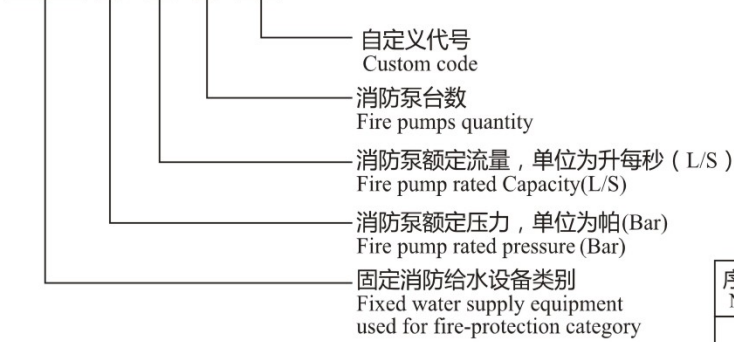 自定义代号
Custom code
消防泵台数
Fire pumps quantity
消防泵额定流量，单位为升每秒（L/S）
Fire pump rated Capacity(L/S)
消防泵额定压力，单位为帕(Bar)
Fire pump rated pressure (Bar)
固定消防给水设备类别
Fixed water supply equipment
used for fire-protection category